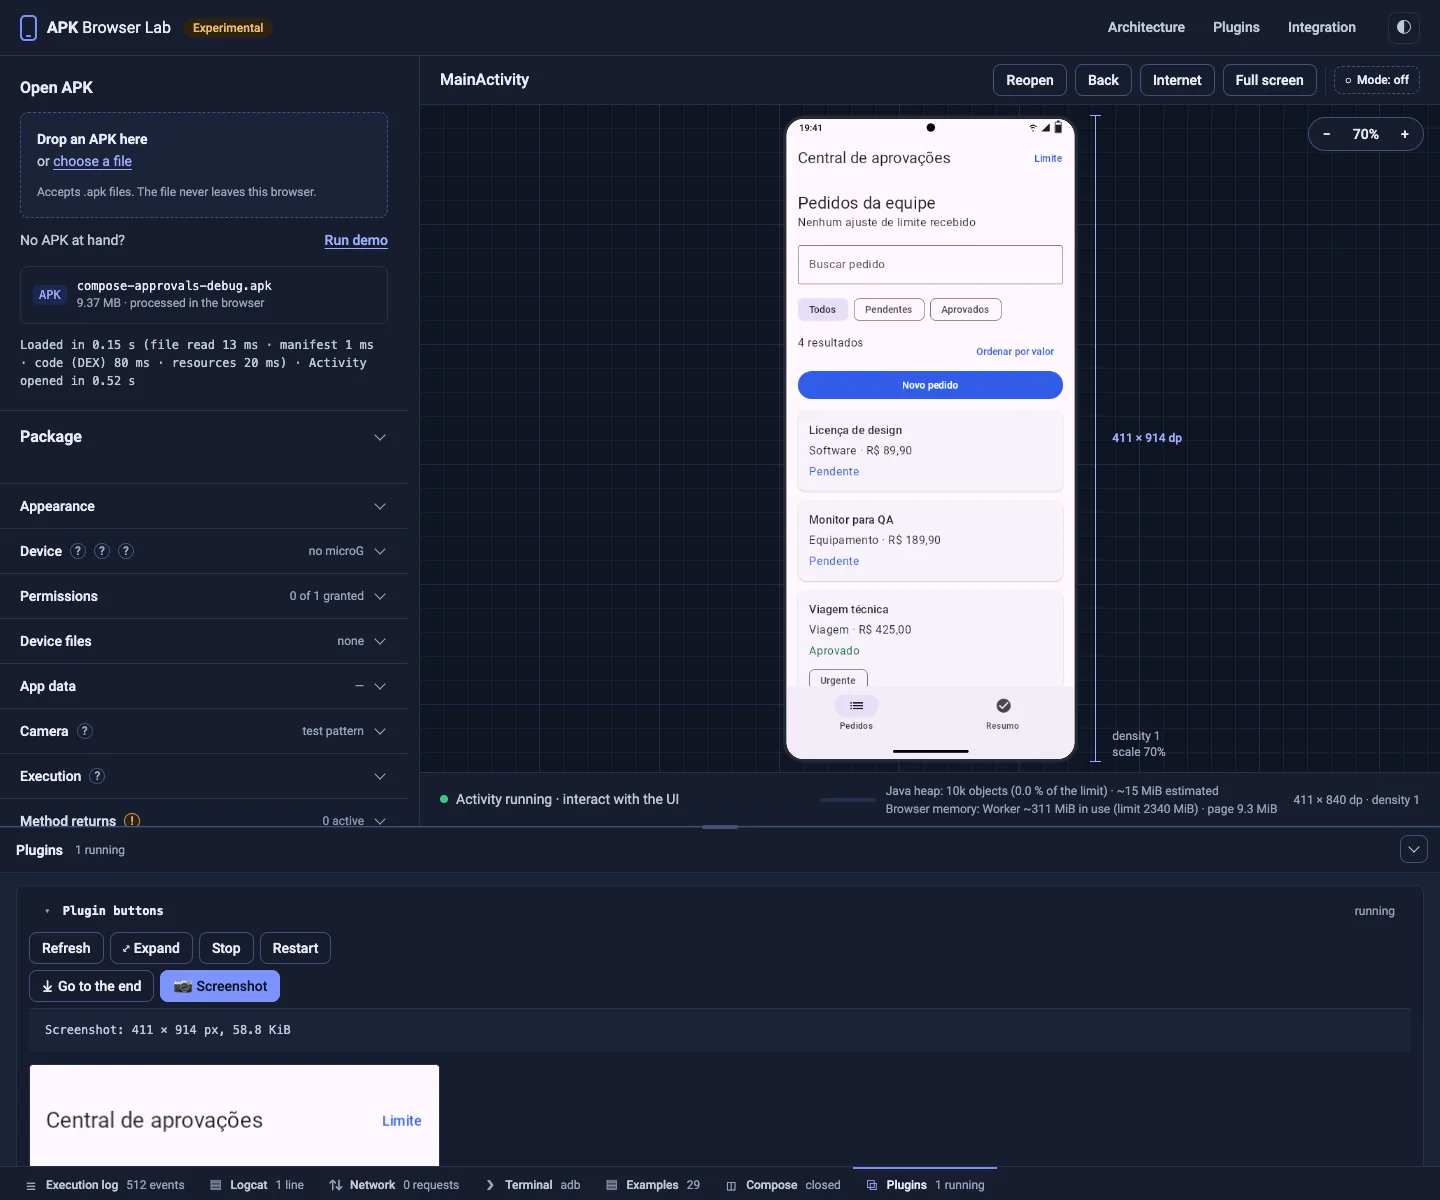 APK Browser Lab Experimental
Architecture Plugins Integration
Open APK
Drop an APK here
or choose a file
Accepts .apk files. The file never leaves this browser.
No APK at hand? Run demo
APK compose-approvals-debug.apk
9.37 MB · processed in the browser
Loaded in 0.15 s (file read 13 ms · manifest 1 ms
· code (DEX) 80 ms · resources 20 ms) · Activity
opened in 0.52 s
Package
Appearance
Device ? ? ? no microG
Permissions 0 of 1 granted
Device files none
App data –
Camera ? test pattern
Execution ?
Method returns ! 0 active
MainActivity
Reopen Back Internet Full screen Mode: off
− 70% +
19:41
Central de aprovações Limite
Pedidos da equipe
Nenhum ajuste de limite recebido
Buscar pedido
Todos Pendentes Aprovados
4 resultados
Ordenar por valor
Novo pedido
Licença de design
Software · R$ 89,90
Pendente
Monitor para QA
Equipamento · R$ 189,90
Pendente
Viagem técnica
Viagem · R$ 425,00
Aprovado
Urgente
Pedidos Resumo
411 × 914 dp
density 1
scale 70%
Activity running · interact with the UI
Java heap: 10k objects (0.0 % of the limit) · ~15 MiB estimated
Browser memory: Worker ~311 MiB in use (limit 2340 MiB) · page 9.3 MiB
411 × 840 dp · density 1
Plugins 1 running
Plugin buttons running
Refresh Expand Stop Restart
Go to the end Screenshot
Screenshot: 411 × 914 px, 58.8 KiB
Central de aprovações Limite
Execution log 512 events Logcat 1 line Network 0 requests Terminal adb Examples 29 Compose closed Plugins 1 running